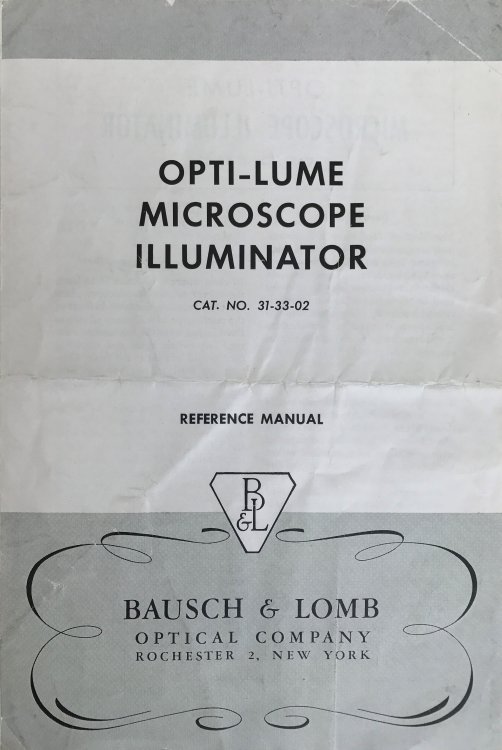 OPTI-LUME
MICROSCOPE
ILLUMINATOR
CAT. NO. 31-33-02
REFERENCE MANUAL
B&L
BAUSCH & LOMB
OPTICAL COMPANY
ROCHESTER 2, NEW YORK